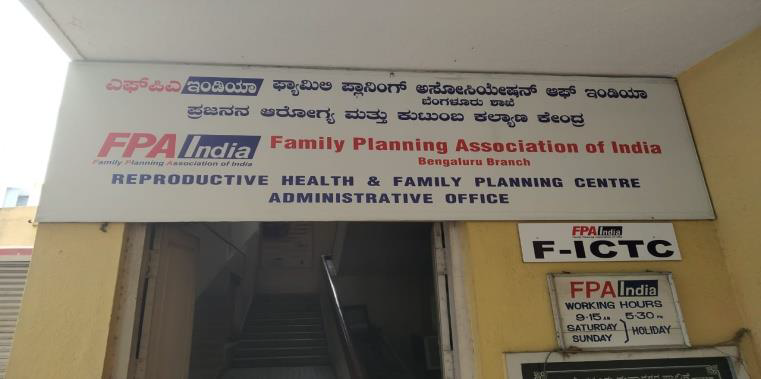 ಎಫ್‌ಪಿಎ ಇಂಡಿಯಾ ಫ್ಯಾಮಿಲಿ ಪ್ಲಾನಿಂಗ್ ಅಸೋಸಿಯೇಷನ್ ಆಫ್ ಇಂಡಿಯಾ
ಬೆಂಗಳೂರು ಶಾಖೆ
ಪ್ರಜನನ ಆರೋಗ್ಯ ಮತ್ತು ಕುಟುಂಬ ಕಲ್ಯಾಣ ಕೇಂದ್ರ
FPA India Family Planning Association of India
Family Planning Association of India
Bengaluru Branch
REPRODUCTIVE HEALTH & FAMILY PLANNING CENTRE
ADMINISTRATIVE OFFICE
FPA India
F-ICTC
FPA India
WORKING HOURS
9-15 AM 5-30 PM
SATURDAY
SUNDAY } HOLIDAY